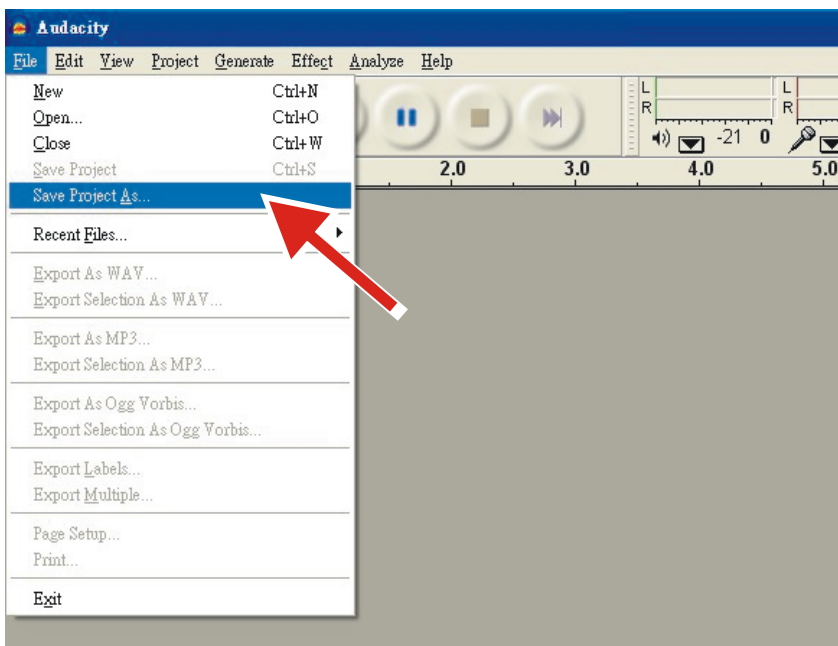 Audacity
File Edit View Project Generate Effect Analyze Help
New Ctrl+N
Open... Ctrl+O
Close Ctrl+W
Save Project Ctrl+S
Save Project As...
Recent Files...
Export As WAV...
Export Selection As WAV...
Export As MP3...
Export Selection As MP3...
Export As Ogg Vorbis...
Export Selection As Ogg Vorbis...
Export Labels...
Export Multiple...
Page Setup...
Print...
Exit
L L
R R
-21 0
2.0 3.0 4.0 5.0